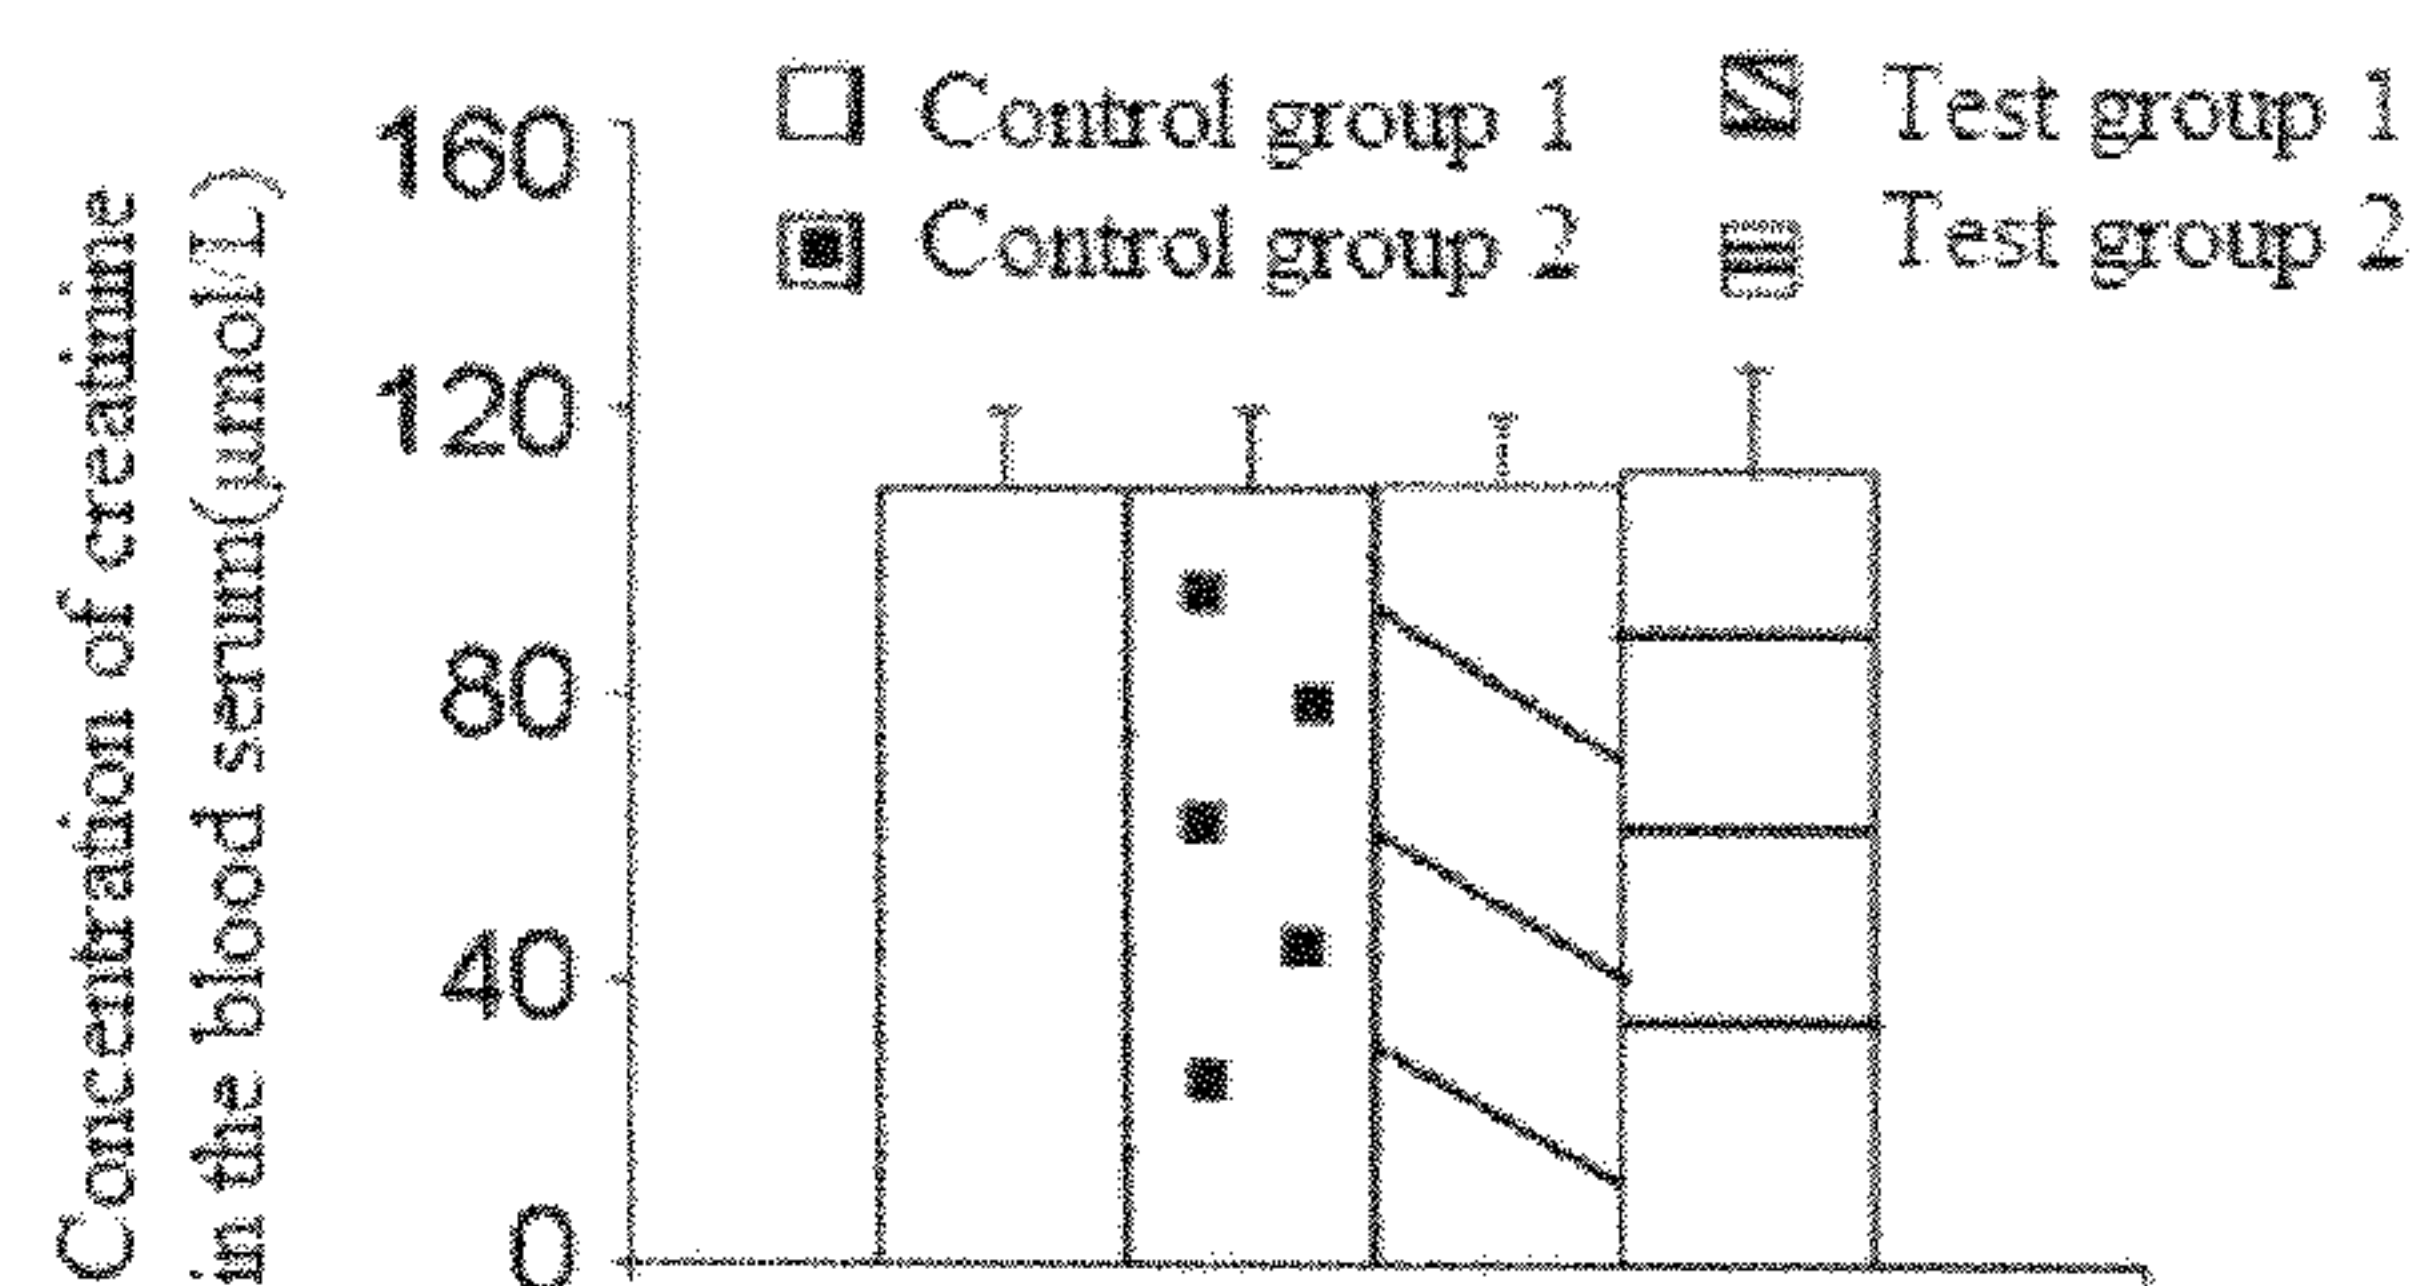 Concentration of creatinine
in the blood serum(μmoML)
160
120
80
40
0
Control group 1
Control group 2
Test group 1
Test group 2